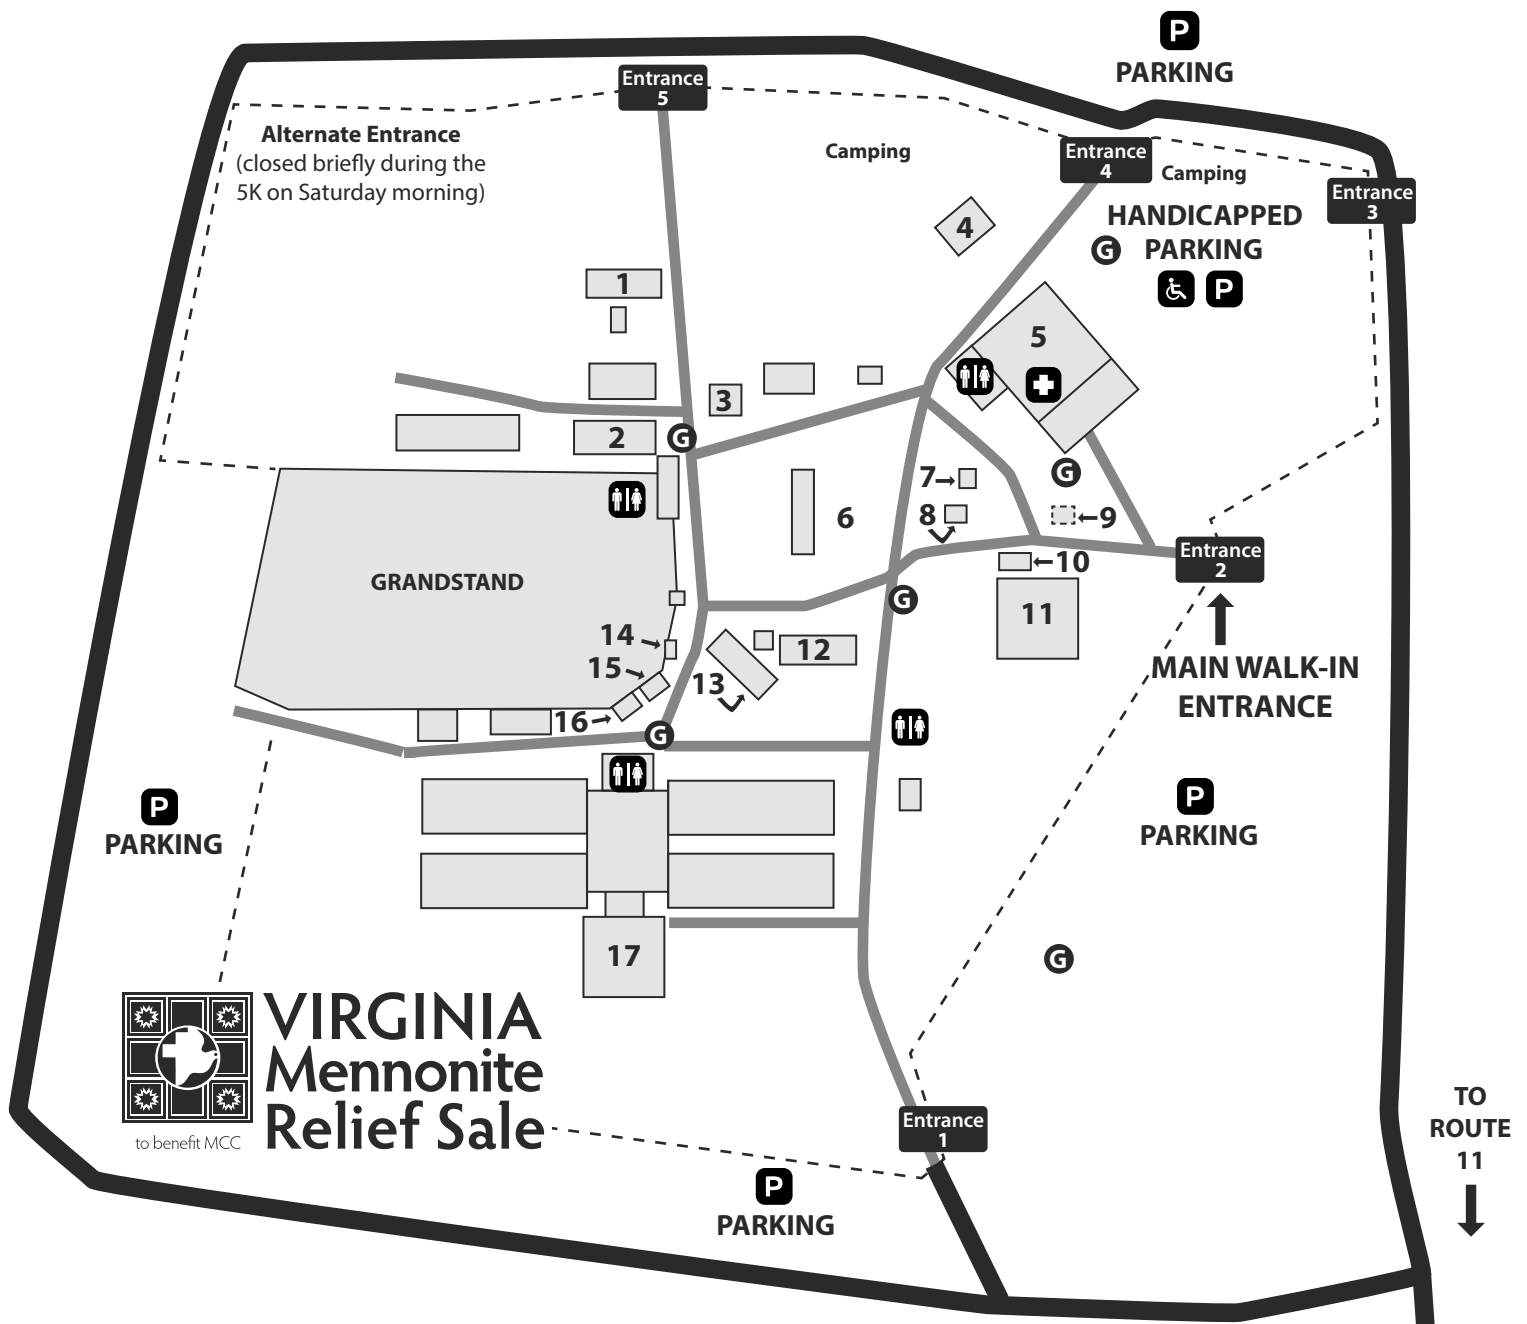 P
PARKING
Entrance
5
Alternate Entrance
(closed briefly during the
5K on Saturday morning)
Camping
Entrance
4
Camping
Entrance
3
HANDICAPPED
G PARKING
P
4
1
5
3
2
G
7
G
6
8
9
Entrance
2
10
GRANDSTAND
G
11
14
12
15
13
MAIN WALK-IN
ENTRANCE
16
G
P
PARKING
P
PARKING
17
G
VIRGINIA
Mennonite
Relief Sale
to benefit MCC
Entrance
1
TO
ROUTE
11
P
PARKING